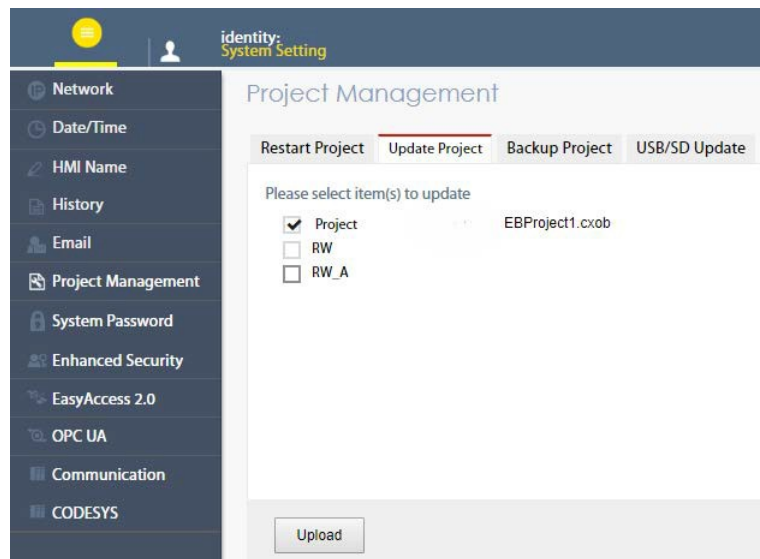 identity:
System Setting
Network
Date/Time
HMI Name
History
Email
Project Management
System Password
Enhanced Security
EasyAccess 2.0
OPC UA
Communication
CODESYS
Project Management
Restart Project Update Project Backup Project USB/SD Update
Please select item(s) to update
Project EBProject1.cxob
RW
RW_A
Upload